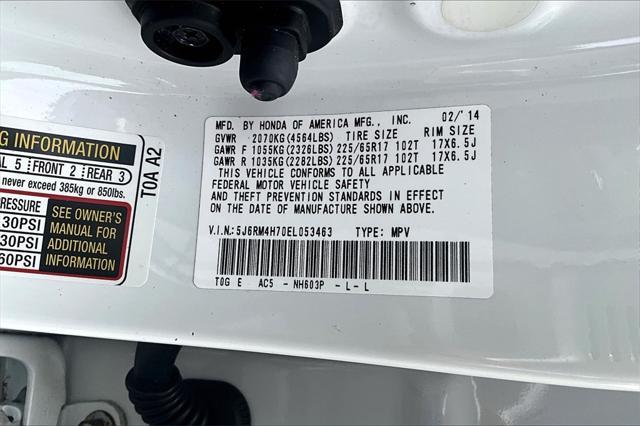 G INFORMATION
AL 5 FRONT 2 REAR 3
never exceed 385kg or 850lbs.
PRESSURE
30PSI
30PSI
60PSI
SEE OWNER'S
MANUAL FOR
ADDITIONAL
INFORMATION
TOA A2
MFD. BY HONDA OF AMERICA MFG., INC. 02/'14
GVWR 2070KG(4564LBS) TIRE SIZE RIM SIZE
GAWR F 1055KG(2326LBS) 225/65R17 102T 17X6.5J
GAWR R 1035KG(2282LBS) 225/65R17 102T 17X6.5J
THIS VEHICLE CONFORMS TO ALL APPLICABLE
FEDERAL MOTOR VEHICLE SAFETY
AND THEFT PREVENTION STANDARDS IN EFFECT
ON THE DATE OF MANUFACTURE SHOWN ABOVE.
V.I.N.:5J6RM4H70EL053463 TYPE: MPV
T0G E AC5 - NH603P - L - L